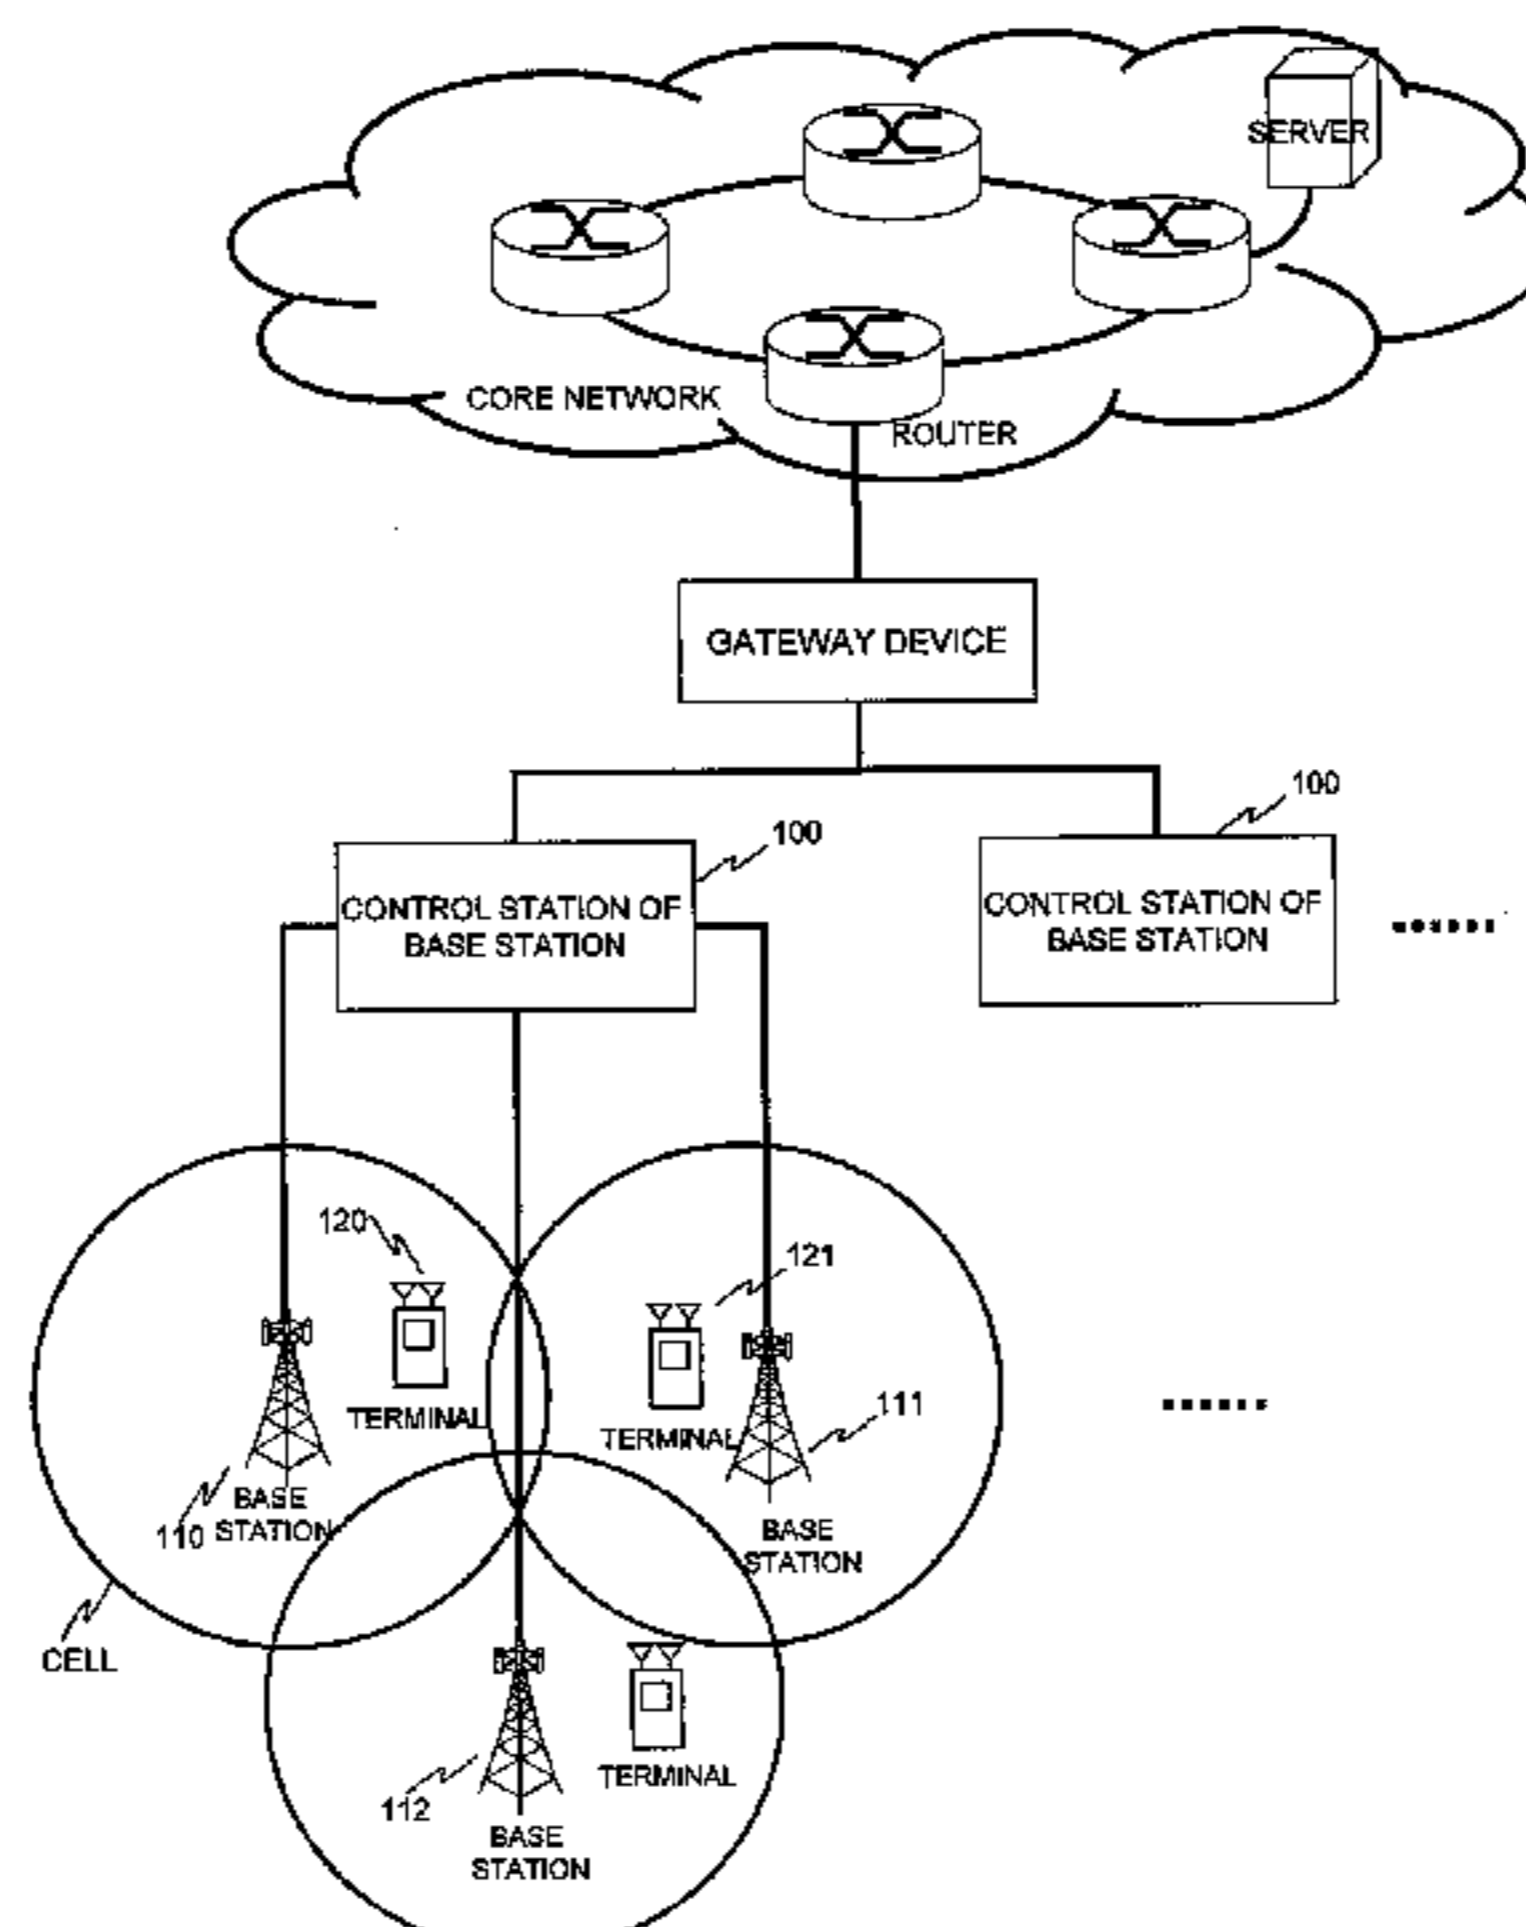 SERVER
CORE NETWORK
ROUTER
GATEWAY DEVICE
100
100
CONTROL STATION OF
BASE STATION
CONTROL STATION OF
BASE STATION
120
121
TERMINAL
TERMINAL
111
110
BASE
STATION
BASE
STATION
CELL
TERMINAL
112
BASE
STATION